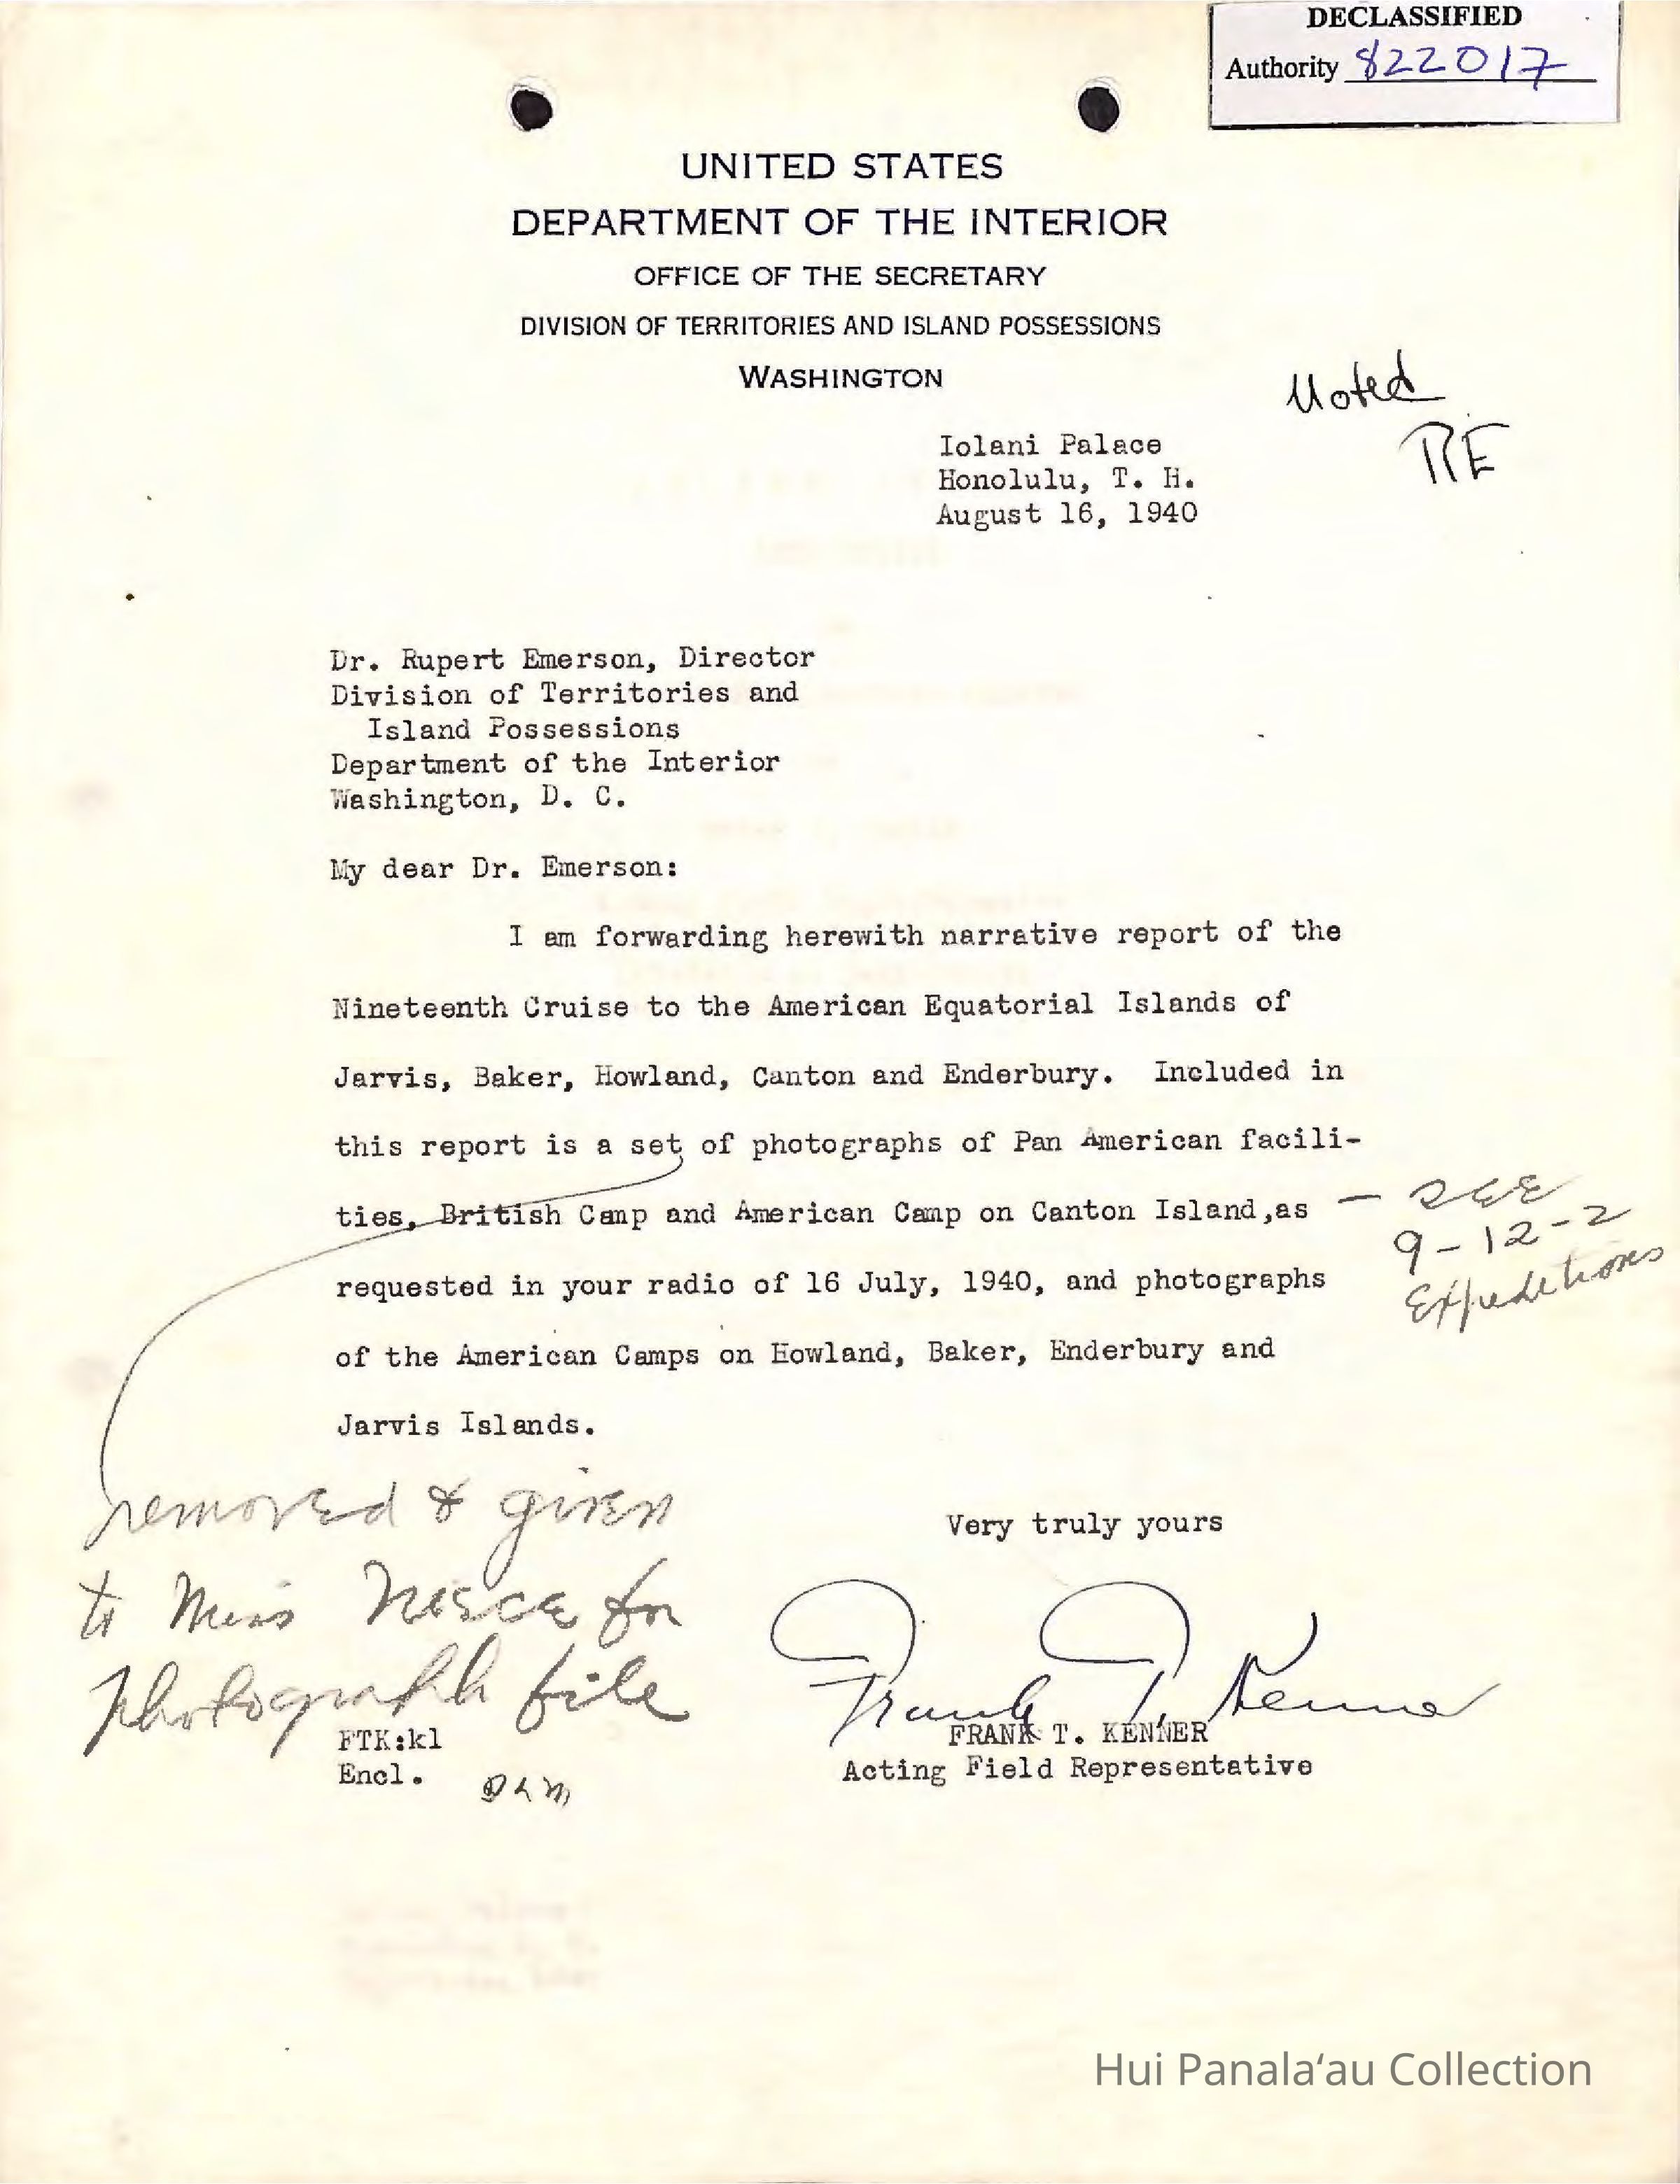 DECLASSIFIED
Authority 822017
UNITED STATES
DEPARTMENT OF THE INTERIOR
OFFICE OF THE SECRETARY
DIVISION OF TERRITORIES AND ISLAND POSSESSIONS
WASHINGTON
Noted
RE
Iolani Palace
Honolulu, T. H.
August 16, 1940
Dr. Rupert Emerson, Director
Division of Territories and
Island Possessions
Department of the Interior
Washington, D. C.
My dear Dr. Emerson:
I am forwarding herewith narrative report of the
Nineteenth Cruise to the American Equatorial Islands of
Jarvis, Baker, Howland, Canton and Enderbury. Included in
this report is a set of photographs of Pan American facili-
ties, British Camp and American Camp on Canton Island,as
— see
9-12-2
Expeditions
requested in your radio of 16 July, 1940, and photographs
of the American Camps on Howland, Baker, Enderbury and
Jarvis Islands.
removed & given
to Miss for
photograph file
Very truly yours
Frank T. Kenner
FRANK T. KENNER
Acting Field Representative
FTK:kl
Encl.
Hui Panala‘au Collection